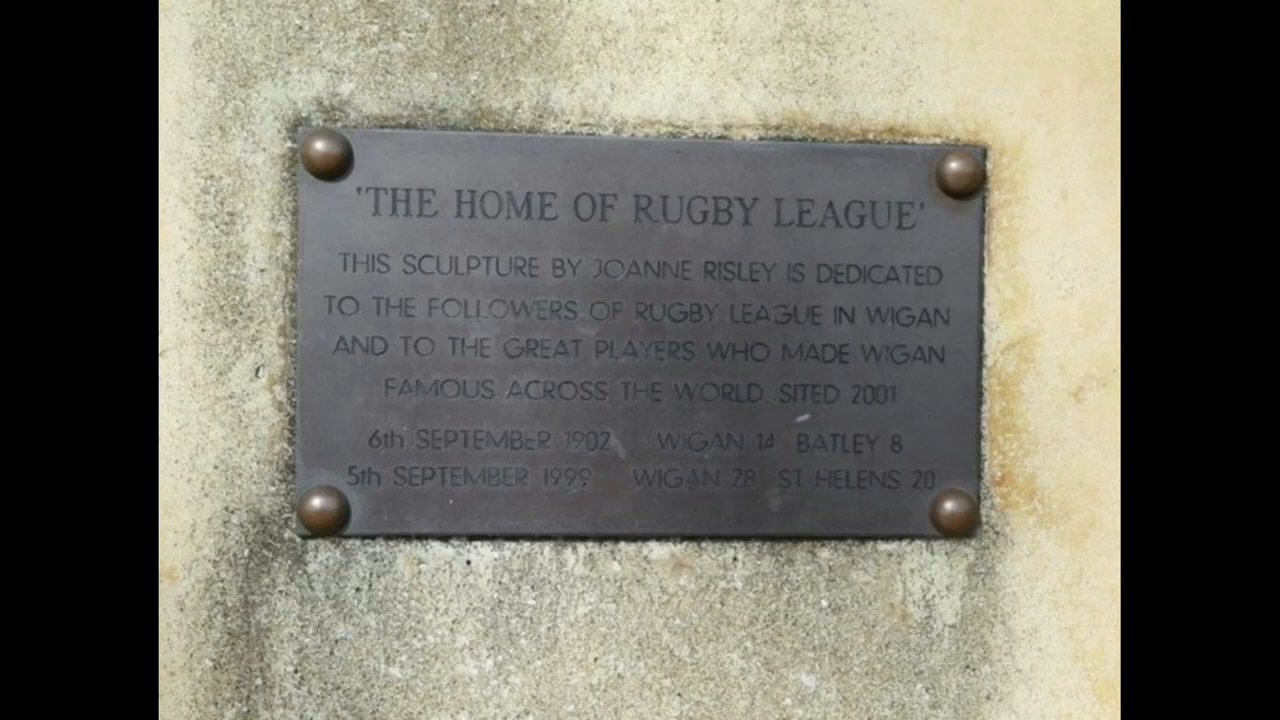 'THE HOME OF RUGBY LEAGUE'
THIS SCULPTURE BY JOANNE RISLEY IS DEDICATED
TO THE FOLLOWERS OF RUGBY LEAGUE IN WIGAN
AND TO THE GREAT PLAYERS WHO MADE WIGAN
FAMOUS ACROSS THE WORLD. SITED 2001
6th SEPTEMBER 1902 WIGAN 14 BATLEY 8
5th SEPTEMBER 1999 WIGAN 28 ST HELENS 20